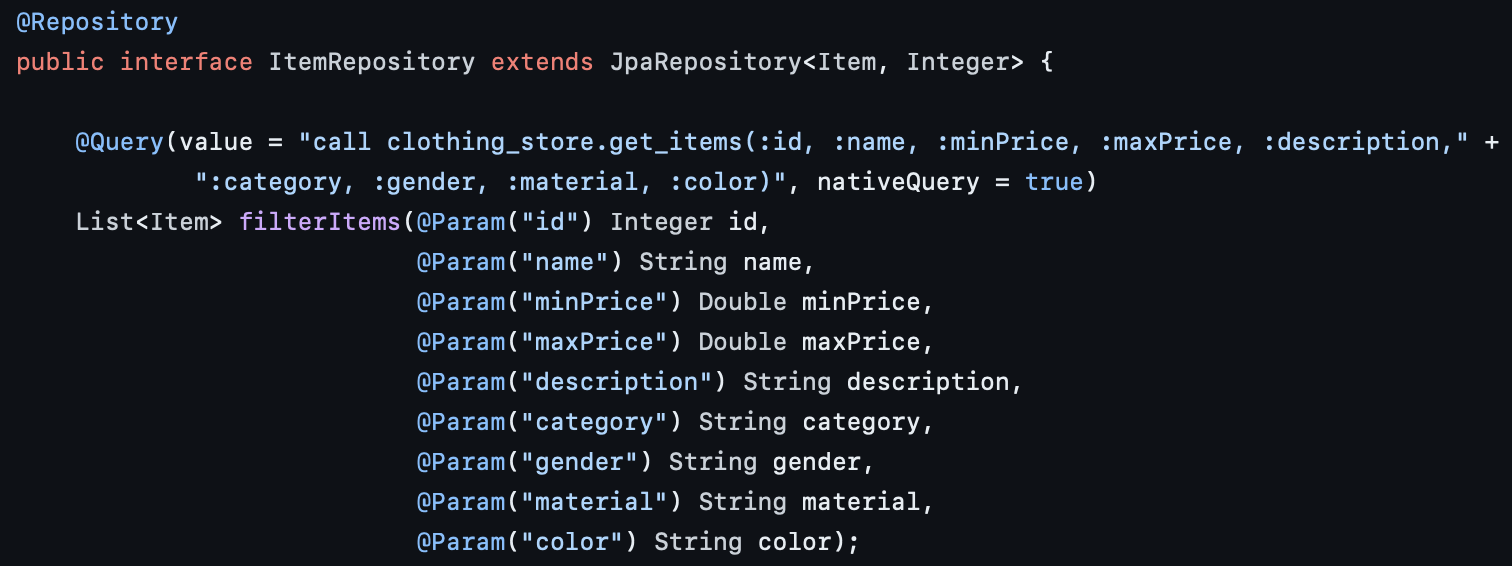 @Repository
public interface ItemRepository extends JpaRepository<Item, Integer> {
@Query(value = "call clothing_store.get_items(:id, :name, :minPrice, :maxPrice, :description," +
":category, :gender, :material, :color)", nativeQuery = true)
List<Item> filterItems(@Param("id") Integer id,
@Param("name") String name,
@Param("minPrice") Double minPrice,
@Param("maxPrice") Double maxPrice,
@Param("description") String description,
@Param("category") String category,
@Param("gender") String gender,
@Param("material") String material,
@Param("color") String color);